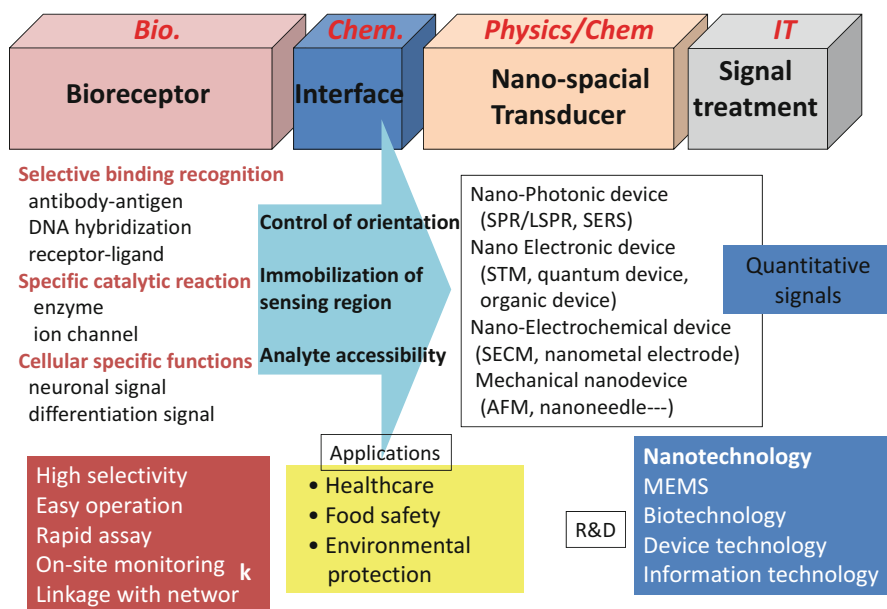 Bio.
Chem.
Physics/Chem
IT
Bioreceptor
Interface
Nano-spacial
Transducer
Signal
treatment
Selective binding recognition
antibody-antigen
DNA hybridization
receptor-ligand
Specific catalytic reaction
enzyme
ion channel
Cellular specific functions
neuronal signal
differentiation signal
Control of orientation
Immobilization of
sensing region
Analyte accessibility
Nano-Photonic device
(SPR/LSPR, SERS)
Nano Electronic device
(STM, quantum device,
organic device)
Nano-Electrochemical device
(SECM, nanometal electrode)
Mechanical nanodevice
(AFM, nanoneedle---)
Quantitative
signals
High selectivity
Easy operation
Rapid assay
On-site monitoring
Linkage with networ
k
Applications
• Healthcare
• Food safety
• Environmental
protection
R&D
Nanotechnology
MEMS
Biotechnology
Device technology
Information technology